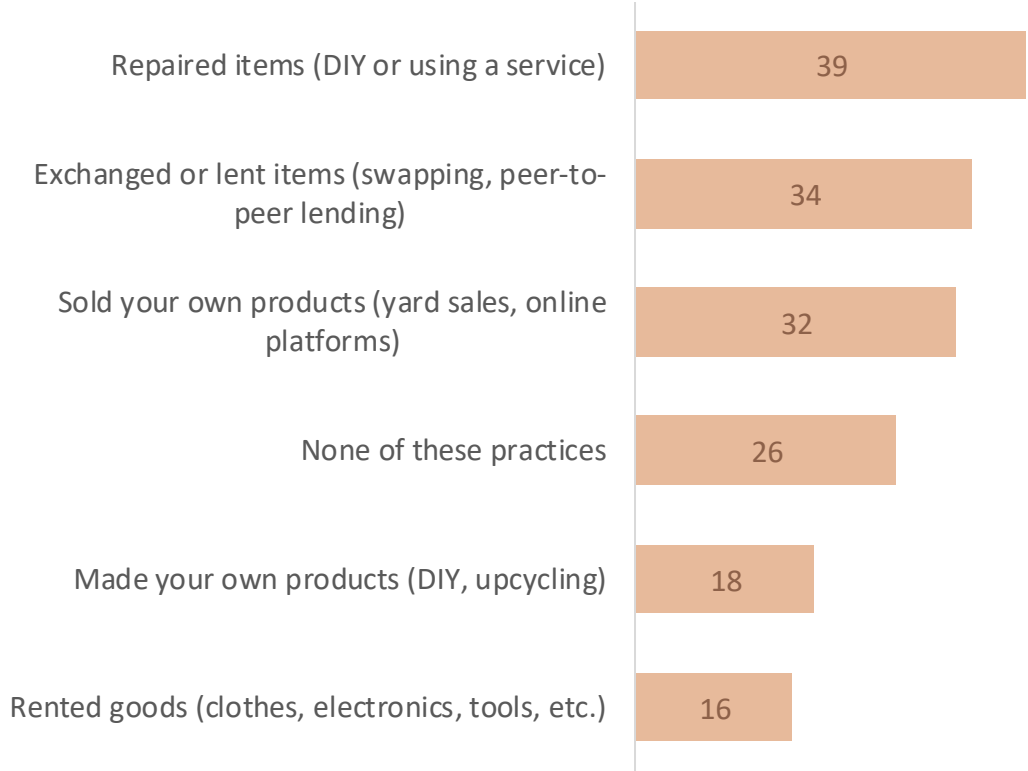 Repaired items (DIY or using a service)
39
Exchanged or lent items (swapping, peer-to-
peer lending)
34
Sold your own products (yard sales, online
platforms)
32
None of these practices
26
Made your own products (DIY, upcycling)
18
Rented goods (clothes, electronics, tools, etc.)
16